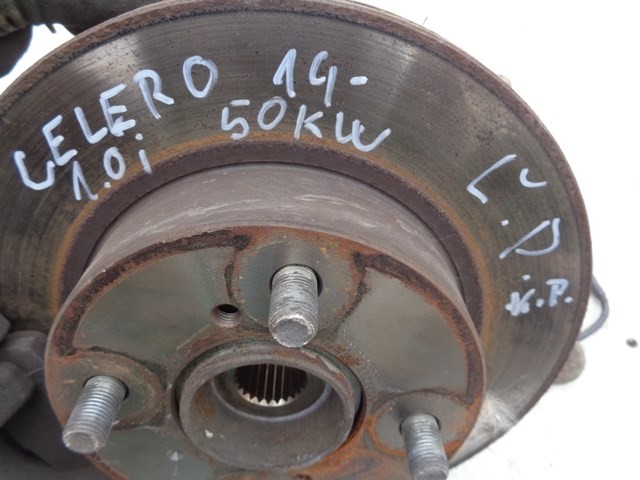 CELERO 14-
1.0i 50KW
L.P.